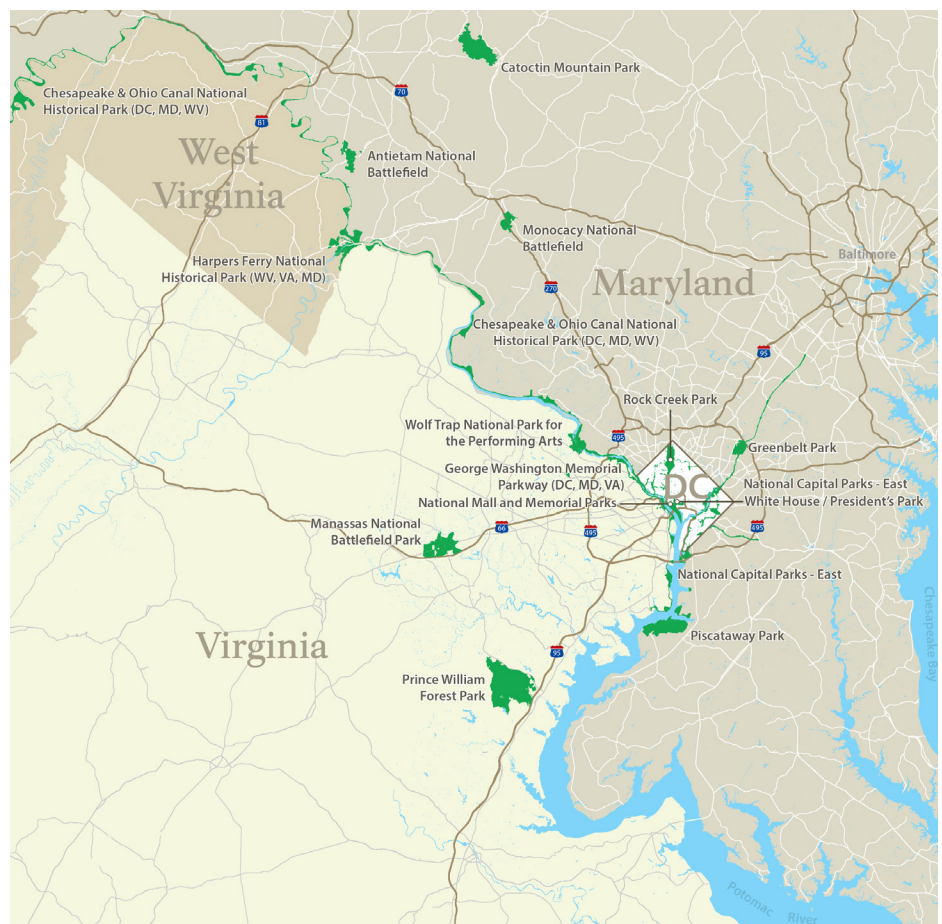 Catoctin Mountain Park
70
Chesapeake & Ohio Canal National
Historical Park (DC, MD, WV)
81
West
Virginia
Antietam National
Battlefield
Monocacy National
Battlefield
Baltimore
Harpers Ferry National
Historical Park (WV, VA, MD)
Maryland
270
Chesapeake & Ohio Canal National
Historical Park (DC, MD, WV)
95
Rock Creek Park
Wolf Trap National Park for
the Performing Arts
495
Greenbelt Park
George Washington Memorial
Parkway (DC, MD, VA)
DC
National Capital Parks - East
National Mall and Memorial Parks
White House / President's Park
Manassas National
Battlefield Park
66
495
495
National Capital Parks - East
Chesapeake Bay
Virginia
Piscataway Park
95
Prince William
Forest Park
Potomac River